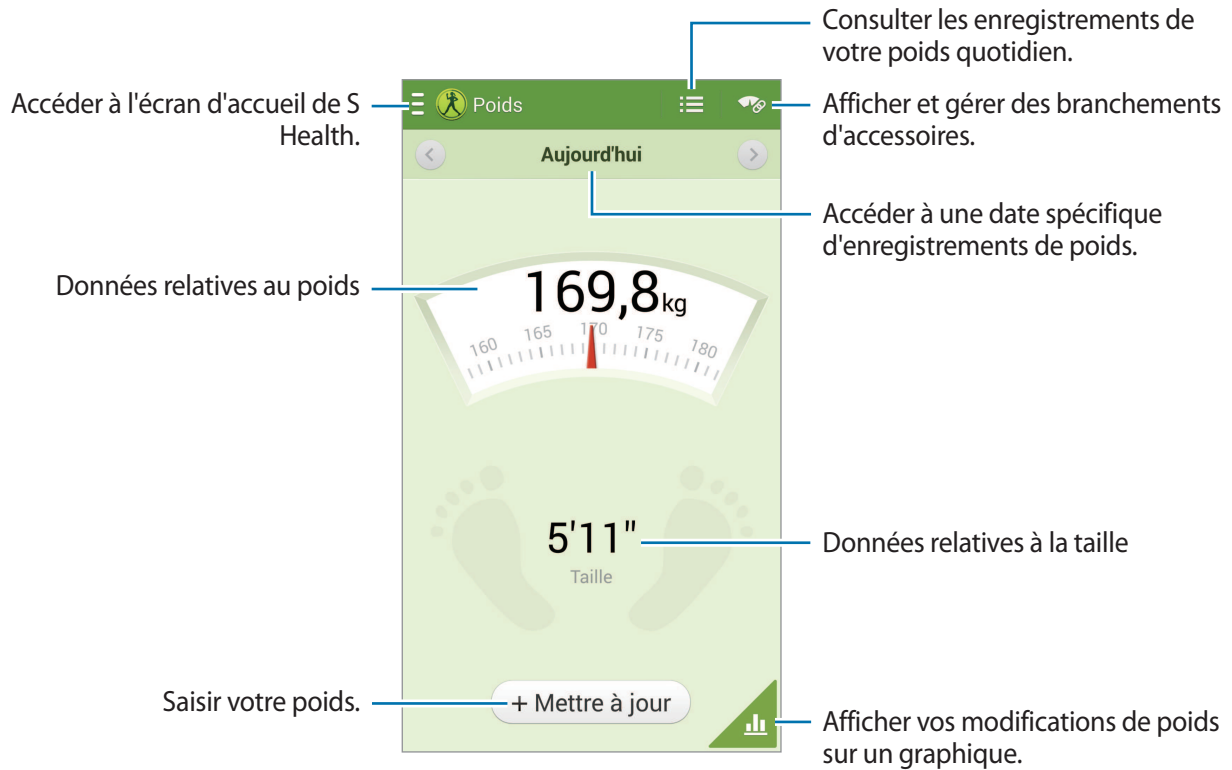 Consulter les enregistrements de
votre poids quotidien.
Accéder à l'écran d'accueil de S
Health.
Poids
Afficher et gérer des branchements
d'accessoires.
Aujourd'hui
Accéder à une date spécifique
d'enregistrements de poids.
Données relatives au poids
169,8kg
160 165 170 175 180
5'11"
Taille
Données relatives à la taille
Saisir votre poids.
+ Mettre à jour
Afficher vos modifications de poids
sur un graphique.